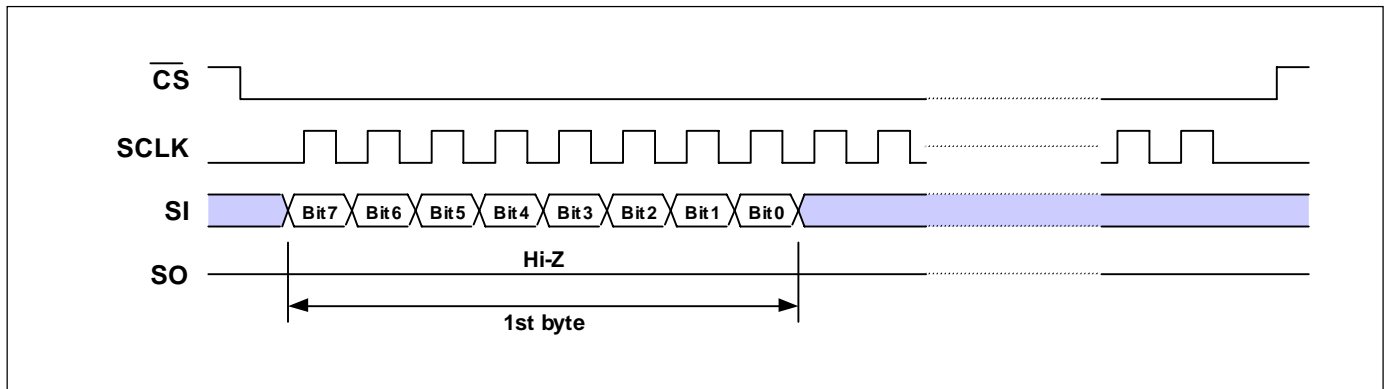 CS
SCLK
SI Bit7 Bit6 Bit5 Bit4 Bit3 Bit2 Bit1 Bit0
Hi-Z
SO
1st byte